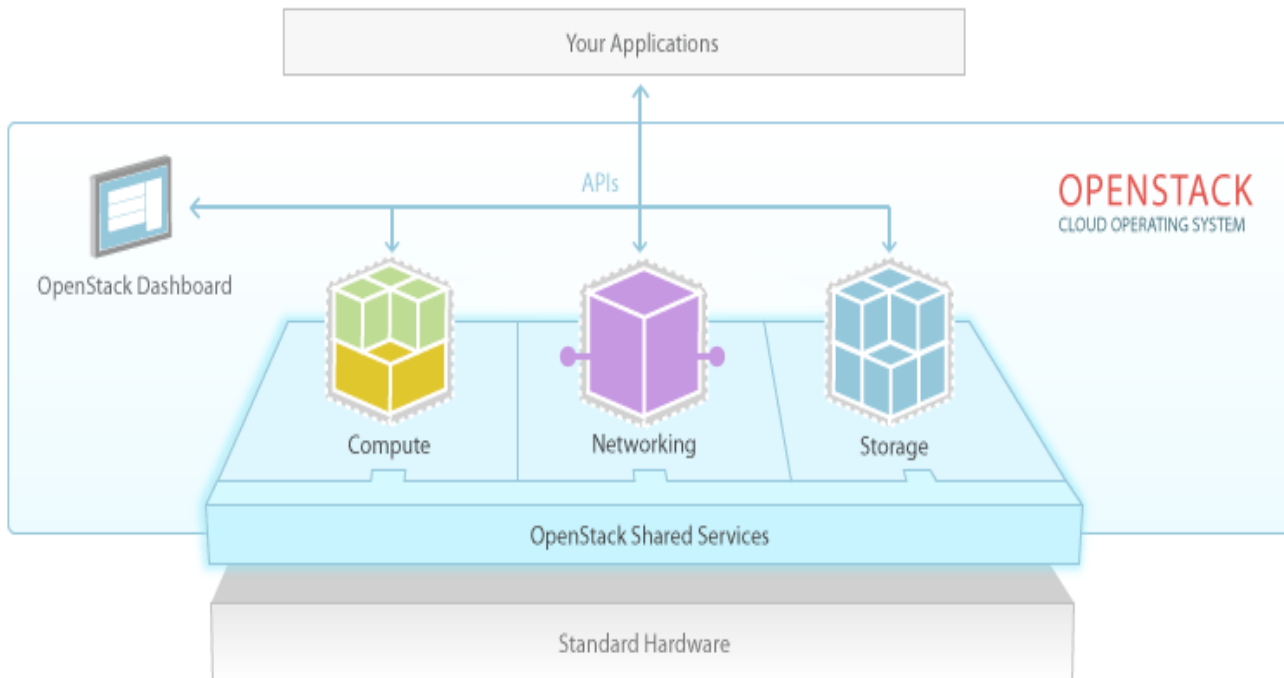 Your Applications
APIs
OPENSTACK
CLOUD OPERATING SYSTEM
OpenStack Dashboard
Compute
Networking
Storage
OpenStack Shared Services
Standard Hardware